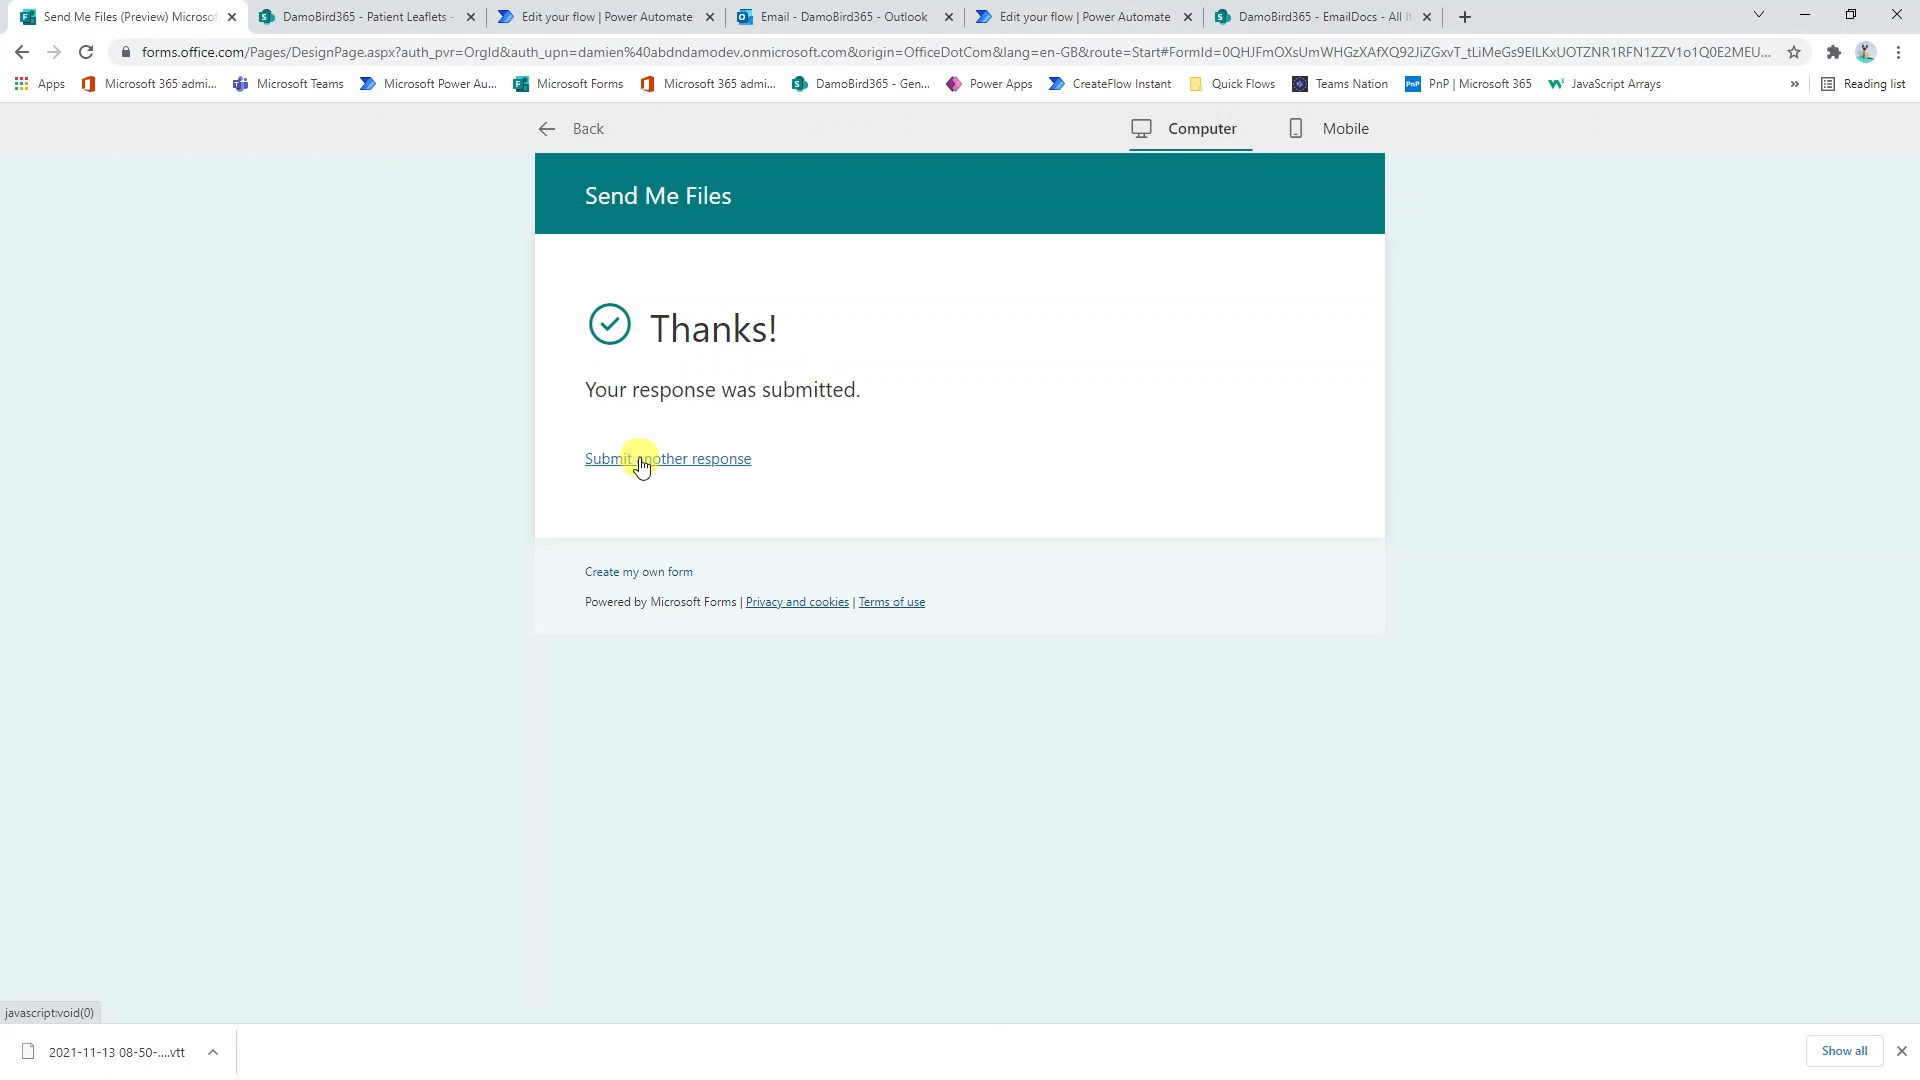 Send Me Files (Preview) Microsof
DamoBird365 - Patient Leaflets -
Edit your flow | Power Automate
Email - DamoBird365 - Outlook
Edit your flow | Power Automate
DamoBird365 - EmailDocs - All It
forms.office.com/Pages/DesignPage.aspx?auth_pvr=OrgId&auth_upn=damien%40abdndamodev.onmicrosoft.com&origin=OfficeDotCom&lang=en-GB&route=Start#FormId=0QHJFmOXsUmWHGzXAfXQ92JiZGxvT_tLiMeGs9EILKxUOTZNR1RFN1ZZV1o1Q0E2MEU...
Apps
Microsoft 365 admi...
Microsoft Teams
Microsoft Power Au...
Microsoft Forms
Microsoft 365 admi...
DamoBird365 - Gen...
Power Apps
CreateFlow Instant
Quick Flows
Teams Nation
PnP | Microsoft 365
JavaScript Arrays
»
Reading list
Back
Computer
Mobile
Send Me Files
Thanks!
Your response was submitted.
Submit another response
Create my own form
Powered by Microsoft Forms | Privacy and cookies | Terms of use
javascript:void(0)
2021-11-13 08-50-....vtt
Show all